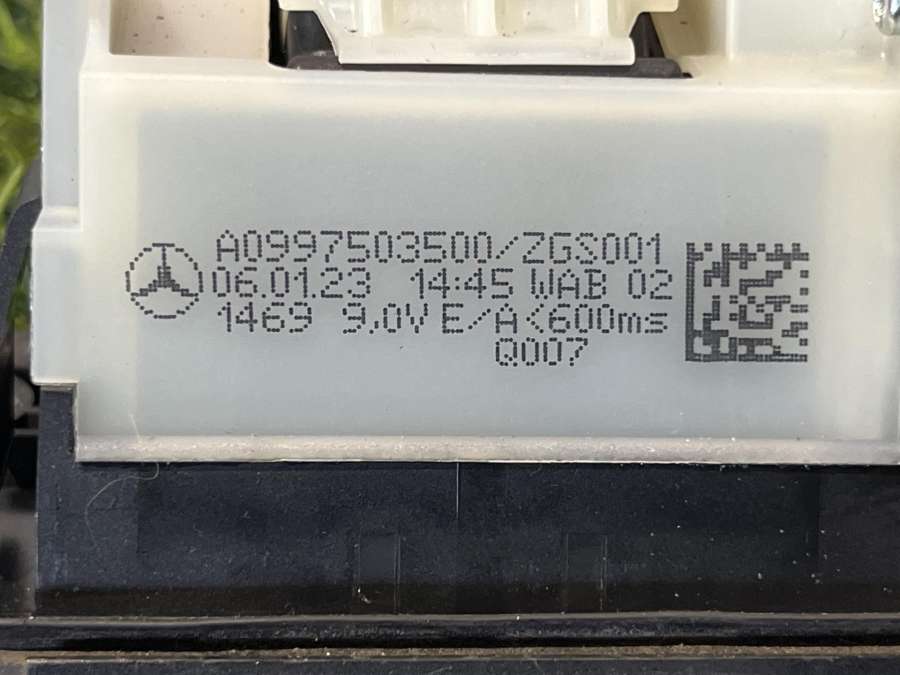 A0997503500/ZGS001
06.01.23 14:45 WAB 02
1469 9,0V E/A<600ms
Q007